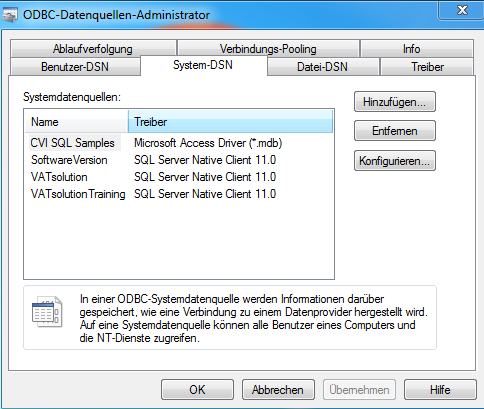 ODBC-Datenquellen-Administrator
Ablaufverfolgung Verbindungs-Pooling Info
Benutzer-DSN System-DSN Datei-DSN Treiber
Systemdatenquellen:
Name Treiber
CVI SQL Samples Microsoft Access Driver (*.mdb)
SoftwareVersion SQL Server Native Client 11.0
VATsolution SQL Server Native Client 11.0
VATsolutionTraining SQL Server Native Client 11.0
Hinzufügen...
Entfernen
Konfigurieren...
In einer ODBC-Systemdatenquelle werden Informationen darüber
gespeichert, wie eine Verbindung zu einem Datenprovider hergestellt wird.
Auf eine Systemdatenquelle können alle Benutzer eines Computers und
die NT-Dienste zugreifen.
OK Abbrechen Übernehmen Hilfe